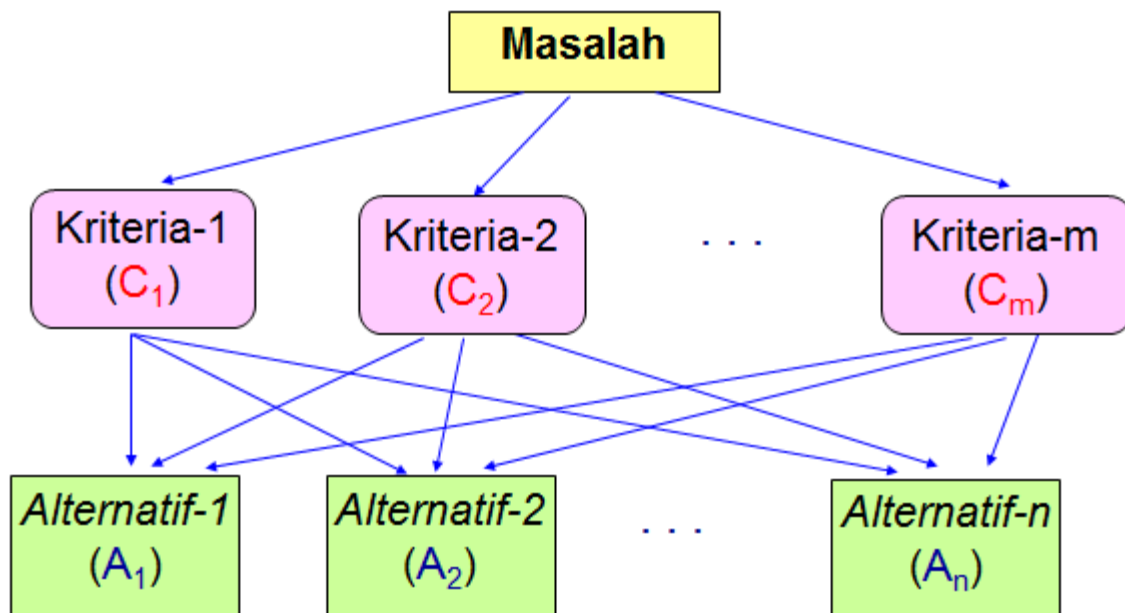 Masalah
Kriteria-1
(C₁)
Kriteria-2
(C₂)
. . .
Kriteria-m
(Cₘ)
Alternatif-1
(A₁)
Alternatif-2
(A₂)
. . .
Alternatif-n
(Aₙ)